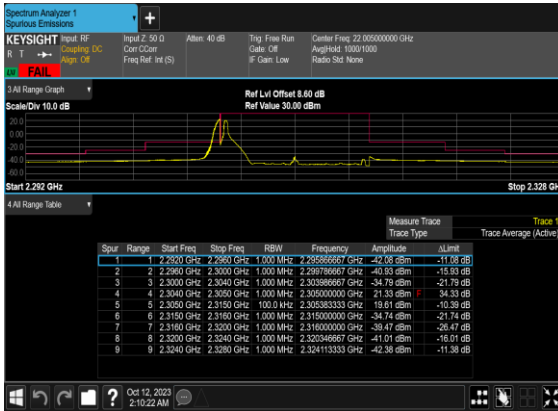 Spectrum Analyzer 1
Spurious Emissions
KEYSIGHT Input: RF
R T Coupling: DC
Align: Off
LXI FAIL
Input Z: 50 Ω
Corr CCorr
Freq Ref: Int (S)
Atten: 40 dB
Trig: Free Run
Gate: Off
IF Gain: Low
Center Freq: 22.005000000 GHz
Avg|Hold: 1000/1000
Radio Std: None
3 All Range Graph
Scale/Div 10.0 dB
Ref Lvl Offset 8.60 dB
Ref Value 30.00 dBm
20.0
0.00
-20.0
-40.0
-60.0
Start 2.292 GHz
Stop 2.328 GH
4 All Range Table
Measure Trace Trace 1
Trace Type Trace Average (Active)
Spur Range Start Freq Stop Freq RBW Frequency Amplitude ΔLimit
1 1 2.2920 GHz 2.2960 GHz 1.000 MHz 2.295866667 GHz -42.08 dBm -11.08 dB
2 2 2.2960 GHz 2.3000 GHz 1.000 MHz 2.299786667 GHz -40.93 dBm -15.93 dB
3 3 2.3000 GHz 2.3040 GHz 1.000 MHz 2.303986667 GHz -34.79 dBm -21.79 dB
4 4 2.3040 GHz 2.3050 GHz 1.000 MHz 2.305000000 GHz 21.33 dBm F 34.33 dB
5 5 2.3050 GHz 2.3150 GHz 100.0 kHz 2.305383333 GHz 19.61 dBm -10.39 dB
6 6 2.3150 GHz 2.3160 GHz 1.000 MHz 2.315000000 GHz -34.74 dBm -21.74 dB
7 7 2.3160 GHz 2.3200 GHz 1.000 MHz 2.316000000 GHz -39.47 dBm -26.47 dB
8 8 2.3200 GHz 2.3240 GHz 1.000 MHz 2.320346667 GHz -41.01 dBm -16.01 dB
9 9 2.3240 GHz 2.3280 GHz 1.000 MHz 2.324113333 GHz -42.38 dBm -11.38 dB
Oct 12, 2023
2:10:22 AM